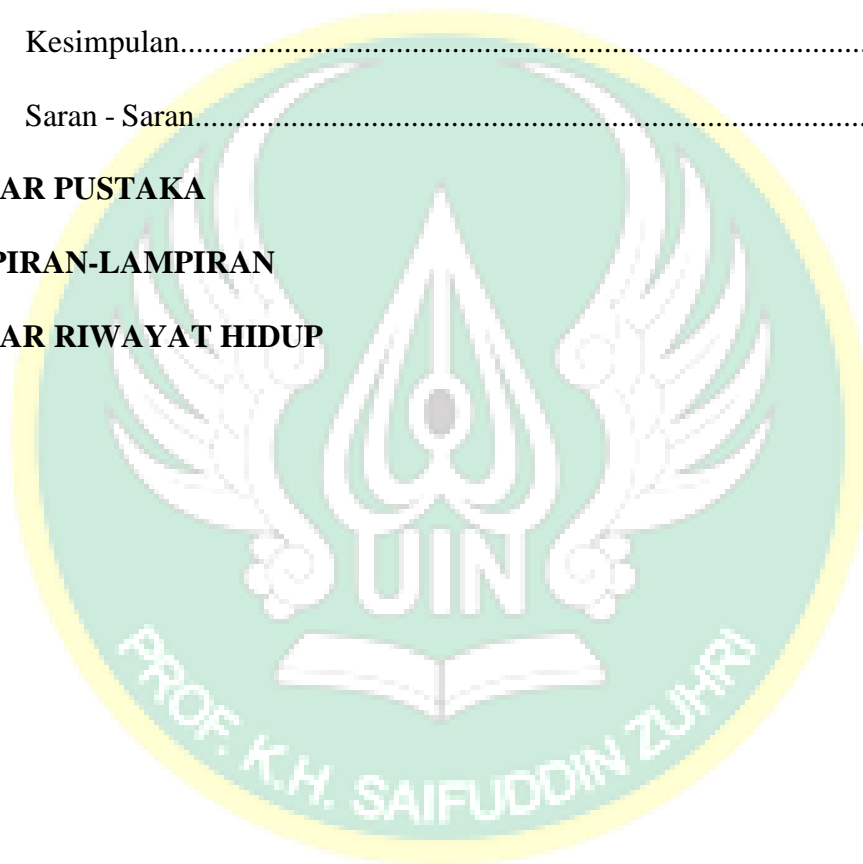 Kesimpulan..............................................................................
Saran - Saran............................................................................
AR PUSTAKA
PIRAN-LAMPIRAN
AR RIWAYAT HIDUP
UIN
PROF. K.H. SAIFUDDIN ZUHRI